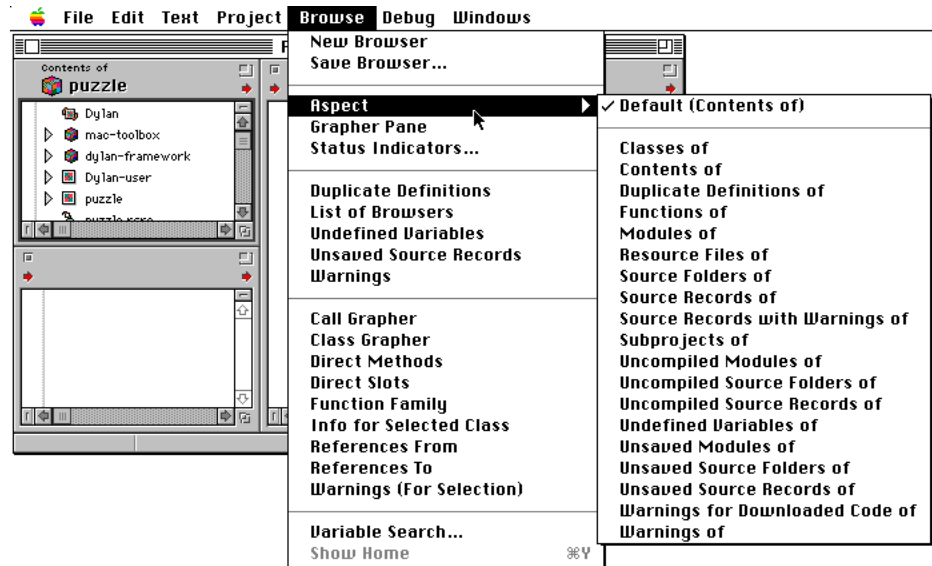 File Edit Text Project Browse Debug Windows
Contents of
puzzle
Dylan
mac-toolbox
dylan-framework
Dylan-user
puzzle
puzzle.rsrc
New Browser
Save Browser...
Aspect
Grapher Pane
Status Indicators...
Duplicate Definitions
List of Browsers
Undefined Variables
Unsaved Source Records
Warnings
Call Grapher
Class Grapher
Direct Methods
Direct Slots
Function Family
Info for Selected Class
References From
References To
Warnings (For Selection)
Variable Search...
Show Home ⌘Y
✓ Default (Contents of)
Classes of
Contents of
Duplicate Definitions of
Functions of
Modules of
Resource Files of
Source Folders of
Source Records of
Source Records with Warnings of
Subprojects of
Uncompiled Modules of
Uncompiled Source Folders of
Uncompiled Source Records of
Undefined Variables of
Unsaved Modules of
Unsaved Source Folders of
Unsaved Source Records of
Warnings for Downloaded Code of
Warnings of